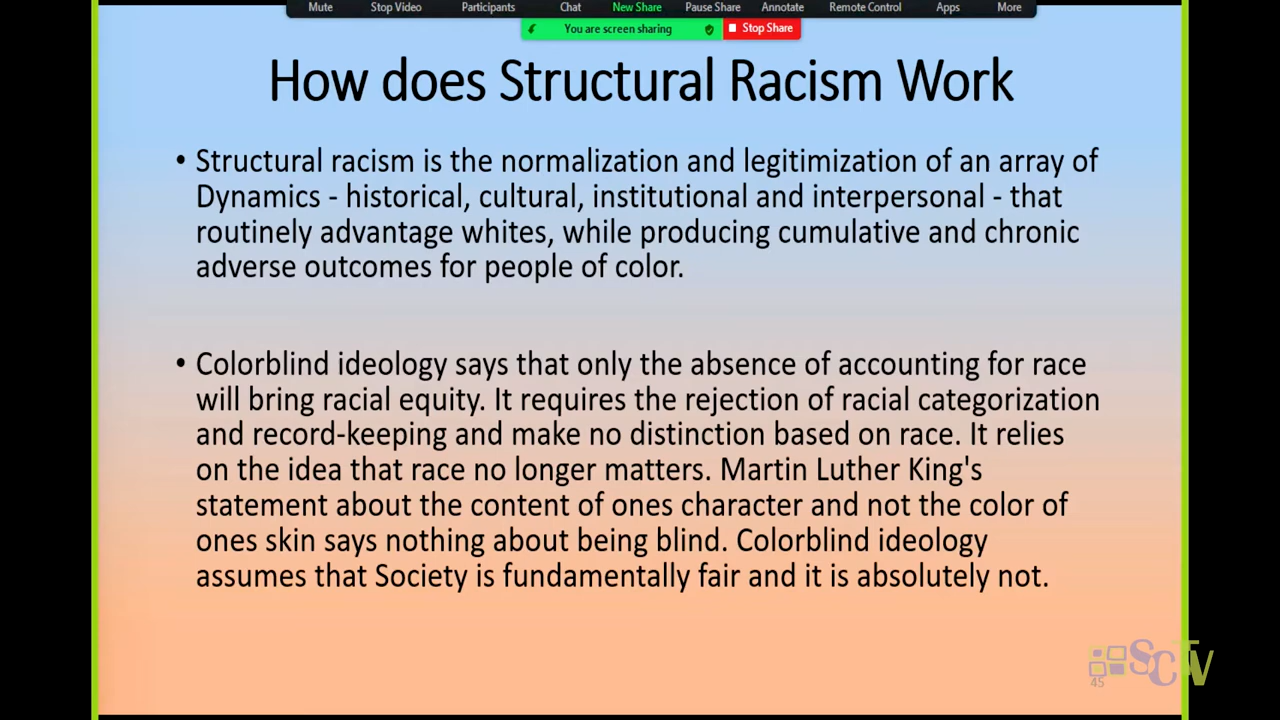 Mute Stop Video Participants Chat New Share Pause Share Annotate Remote Control Apps More
You are screen sharing Stop Share
How does Structural Racism Work
• Structural racism is the normalization and legitimization of an array of
Dynamics - historical, cultural, institutional and interpersonal - that
routinely advantage whites, while producing cumulative and chronic
adverse outcomes for people of color.
• Colorblind ideology says that only the absence of accounting for race
will bring racial equity. It requires the rejection of racial categorization
and record-keeping and make no distinction based on race. It relies
on the idea that race no longer matters. Martin Luther King's
statement about the content of ones character and not the color of
ones skin says nothing about being blind. Colorblind ideology
assumes that Society is fundamentally fair and it is absolutely not.
SCTV
45